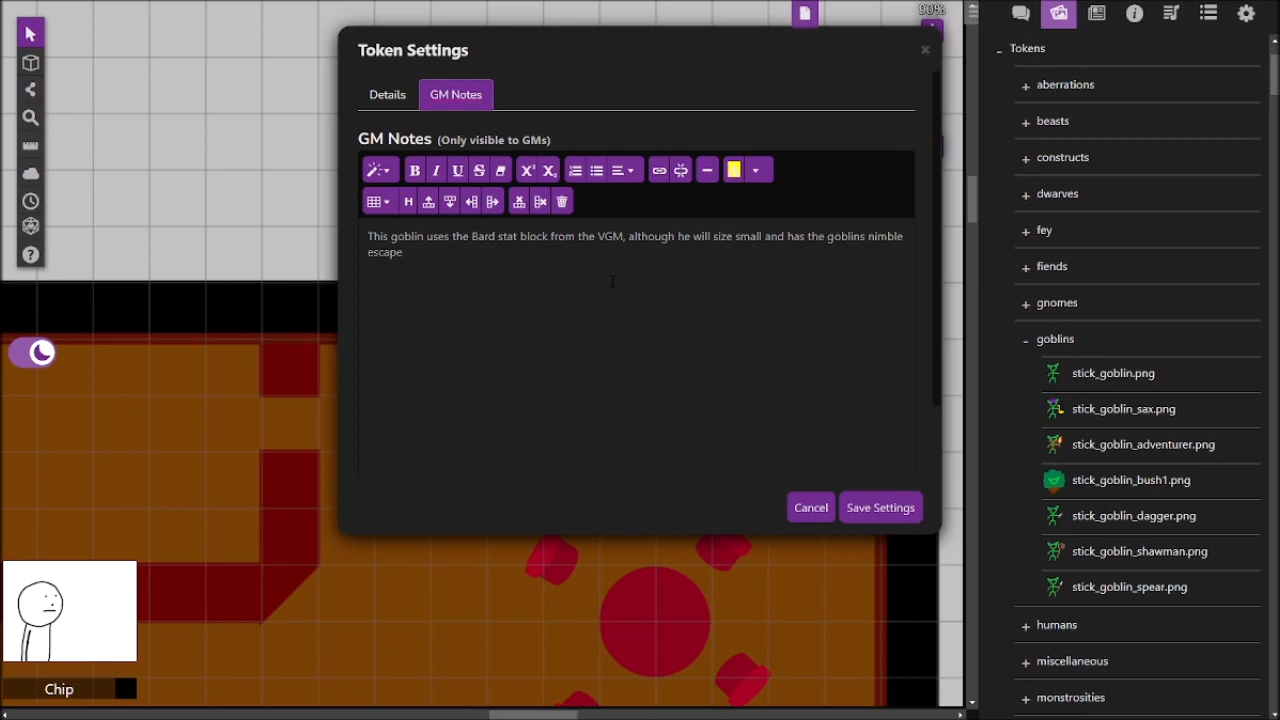 90%
Token Settings
×
Details
GM Notes
GM Notes (Only visible to GMs)
B I U S X² X₂
H
This goblin uses the Bard stat block from the VGM, although he will size small and has the goblins nimble
escape
Cancel
Save Settings
Chip
Tokens
aberrations
beasts
constructs
dwarves
fey
fiends
gnomes
goblins
stick_goblin.png
stick_goblin_sax.png
stick_goblin_adventurer.png
stick_goblin_bush1.png
stick_goblin_dagger.png
stick_goblin_shawman.png
stick_goblin_spear.png
humans
miscellaneous
monstrosities